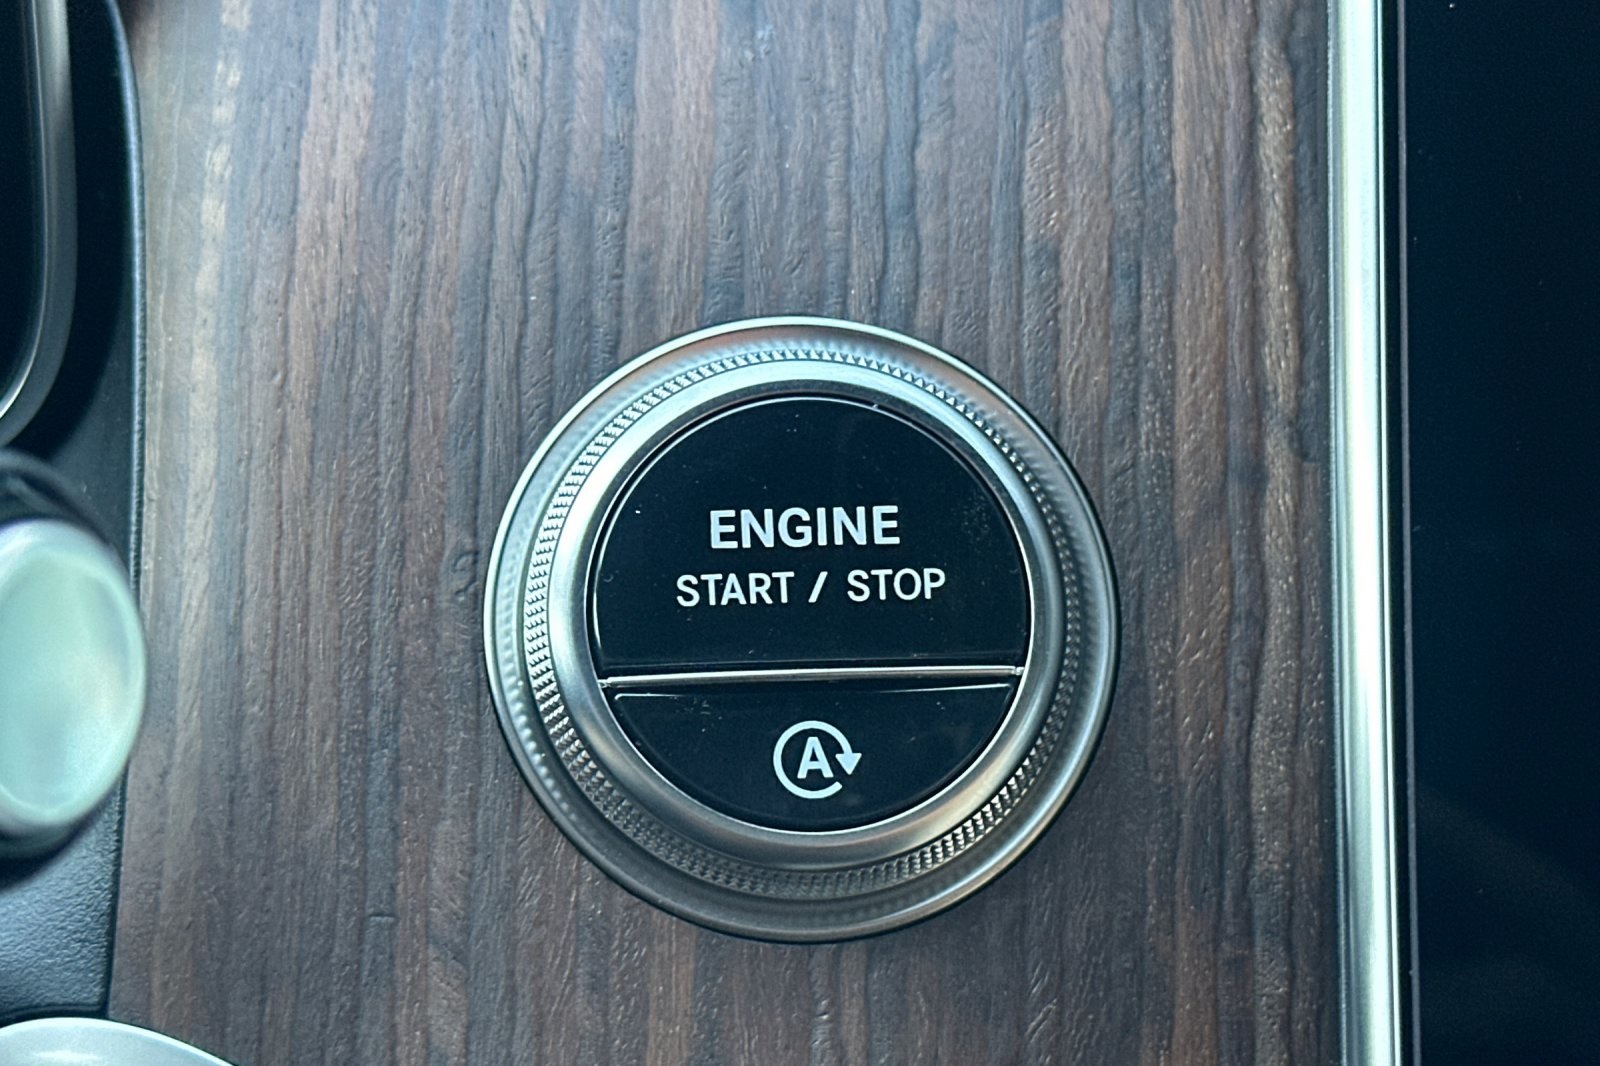 ENGINE
START / STOP
A